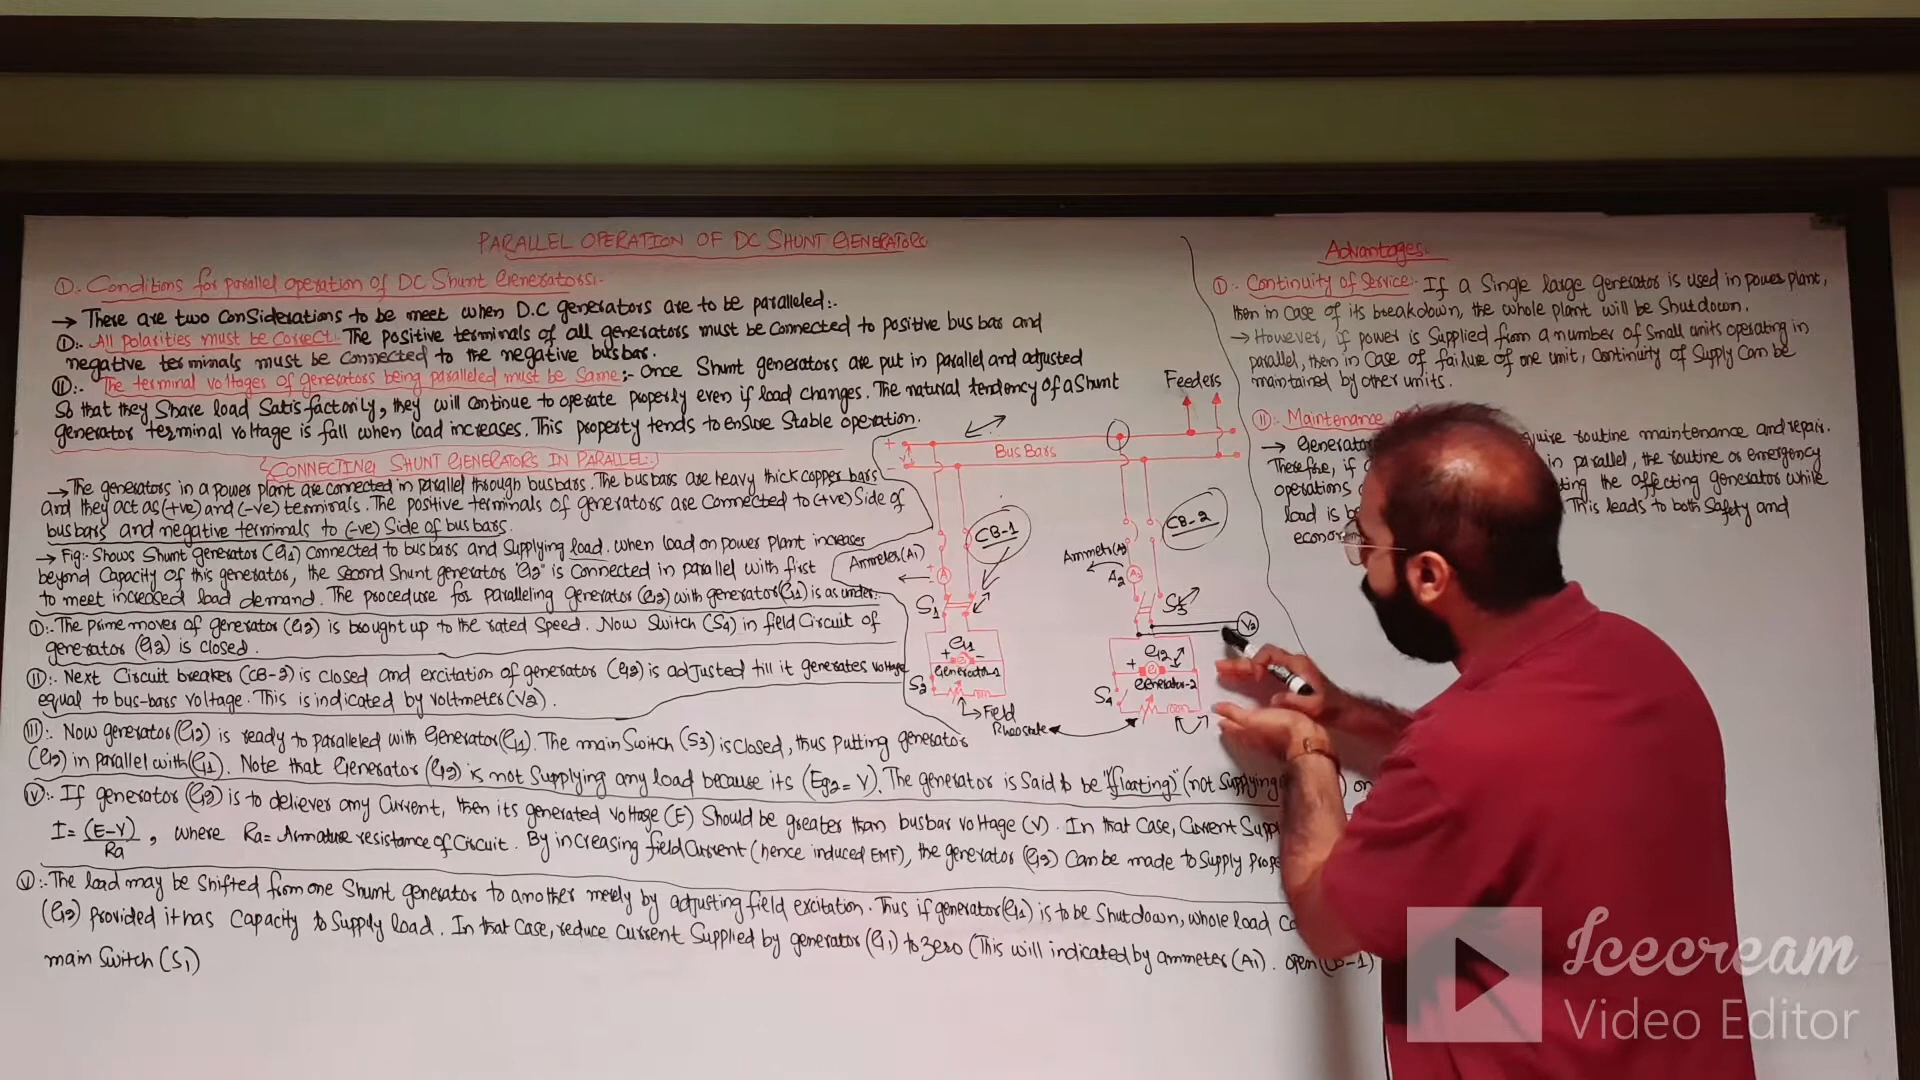 PARALLEL OPERATION OF DC SHUNT GENERATORS
①:- Conditions for parallel operation of DC Shunt Generators:-
→ There are two Considerations to be meet when D.C generators are to be paralleled:-
①:- All polarities must be Correct:- The positive terminals of all generators must be Connected to positive bus bar and
negative terminals must be Connected to the negative busbar.
②:- The terminal voltages of generators being paralleled must be Same:- Once Shunt generators are put in parallel and adjusted
So that they Share load Satisfactorily, they will continue to operate properly even if load changes. The natural tendency of a Shunt
generator terminal voltage is fall when load increases. This property tends to ensure Stable operation.
CONNECTING SHUNT GENERATORS IN PARALLEL:-
→ The generators in a power plant are connected in parallel through busbars. The bus bars are heavy thick copper bars
and they act as (+ve) and (-ve) terminals. The positive terminals of generators are Connected to (+ve) Side of
bus bars and negative terminals to (-ve) Side of bus bars.
→ Fig:- Shows Shunt generator (G1) Connected to bus bars and Supplying load. when load on power plant increases
beyond Capacity of this generator, the Second Shunt generator "G2" is Connected in parallel with first
to meet increased load demand. The procedure for paralleling generator (G2) with generator (G1) is as under:-
①:- The prime mover of generator (G2) is brought up to the rated Speed. Now Switch (S4) in field Circuit of
generator (G2) is closed.
②:- Next Circuit breaker (CB-2) is closed and excitation of generator (G2) is adjusted till it generates voltage
equal to bus-bars voltage. This is indicated by voltmeter (V2).
③:- Now generator (G2) is ready to paralleled with Generator (G1). The main Switch (S3) is closed, thus putting generator
(G2) in parallel with (G1). Note that Generator (G2) is not Supplying any load because its (Eg2 = V). The generator is Said to be "floating" (not Supplying
Ⓥ:- If generator (G2) is to deliever any Current, then its generated voltage (E) Should be greater than busbar voltage (V). In that Case, Current
I = (E-V)/Ra, where Ra = Armature resistance of Circuit. By increasing field Current (hence induced EMF), the generator (G2) Can be made to Supply
Ⓥ:- The load may be Shifted from one Shunt generator to another merely by adjusting field excitation. Thus if generator (G1) is to be Shutdown, whole load
(G2) provided it has Capacity to Supply load. In that Case, reduce Current Supplied by generator (G1) to Zero (This will indicated by ammeter (A1). open (CB-1)
main Switch (S1)
Feeders
+
-
Bus Bars
CB-1
CB-2
Ammeter (A1)
A
S1
G1
+ -
Generator-1
S2
Field
Rheostate
A2
S3
V2
G2
+
Generator-2
S4
Advantages:-
①:- Continuity of Service:- If a Single large generator is used in power plant,
then in Case of its breakdown, the whole plant will be Shutdown.
→ However, if power is Supplied from a number of Small units operating in
parallel, then in Case of failure of one unit, Continuity of Supply Can be
maintained by other units.
②:- Maintenance
→ routine maintenance and repair.
Therefore, if in parallel, the routine or emergency
operations the affecting generator while
load is This leads to both Safety and
Icecream
Video Editor